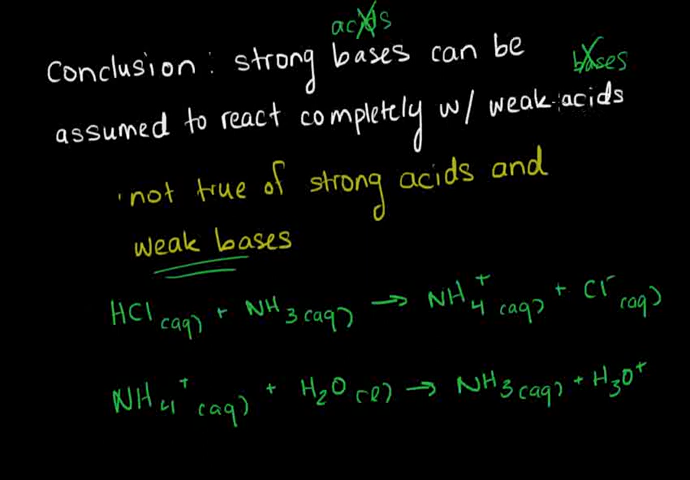 acids
Conclusion: strong bases can be
bases
assumed to react completely w/ weak acids
· not true of strong acids and
weak bases
HCl (aq) + NH3 (aq) → NH4+ (aq) + Cl- (aq)
NH4+ (aq) + H2O (l) → NH3 (aq) + H3O+